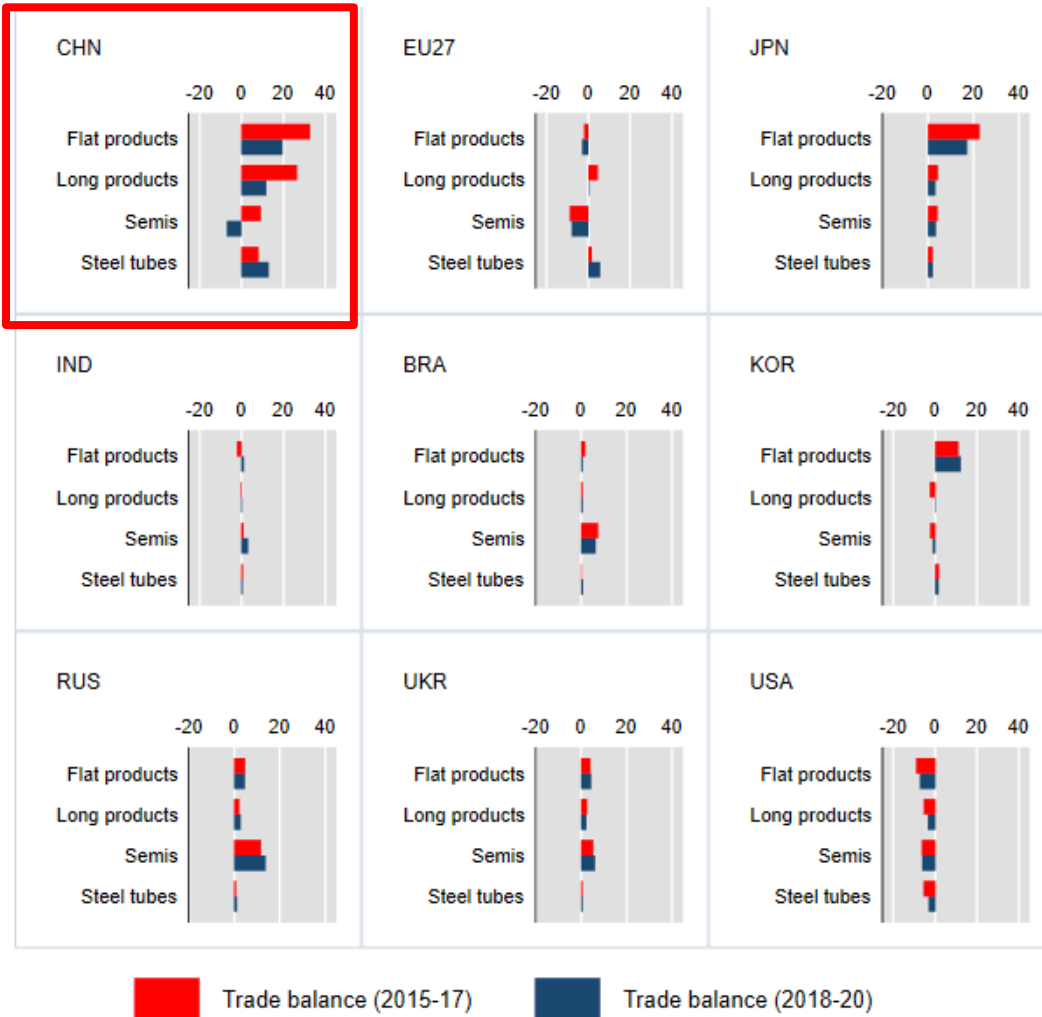 CHN
-20 0 20 40
Flat products
Long products
Semis
Steel tubes
EU27
-20 0 20 40
Flat products
Long products
Semis
Steel tubes
JPN
-20 0 20 40
Flat products
Long products
Semis
Steel tubes
IND
-20 0 20 40
Flat products
Long products
Semis
Steel tubes
BRA
-20 0 20 40
Flat products
Long products
Semis
Steel tubes
KOR
-20 0 20 40
Flat products
Long products
Semis
Steel tubes
RUS
-20 0 20 40
Flat products
Long products
Semis
Steel tubes
UKR
-20 0 20 40
Flat products
Long products
Semis
Steel tubes
USA
-20 0 20 40
Flat products
Long products
Semis
Steel tubes
Trade balance (2015-17) Trade balance (2018-20)